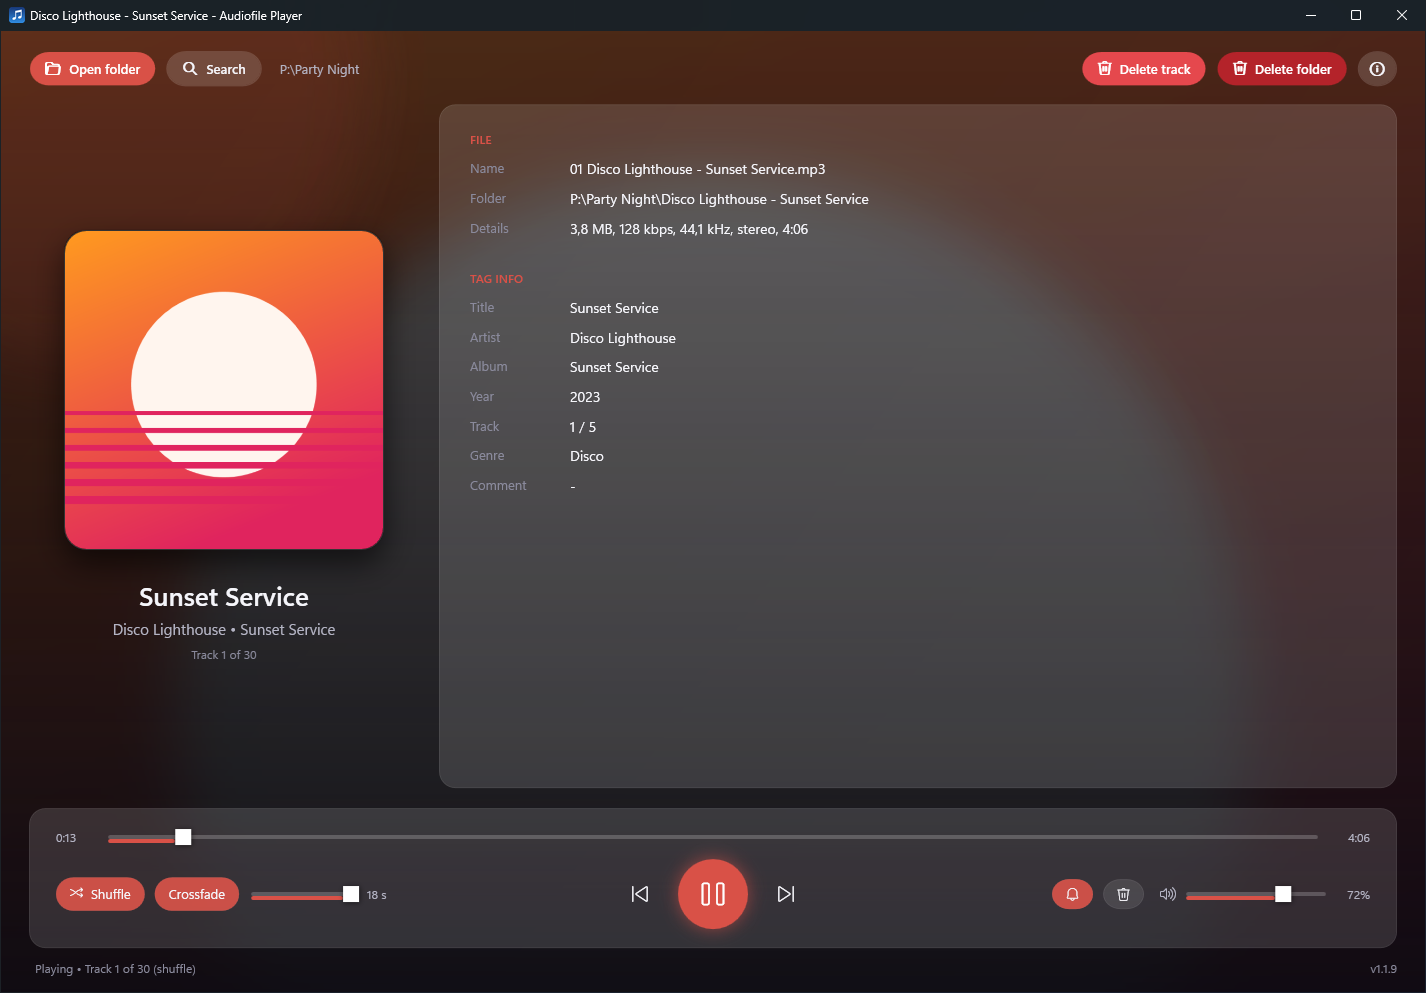 Disco Lighthouse - Sunset Service - Audiofile Player
Open folder
Search
P:\Party Night
Delete track
Delete folder
FILE
Name 01 Disco Lighthouse - Sunset Service.mp3
Folder P:\Party Night\Disco Lighthouse - Sunset Service
Details 3,8 MB, 128 kbps, 44,1 kHz, stereo, 4:06
TAG INFO
Title Sunset Service
Artist Disco Lighthouse
Album Sunset Service
Year 2023
Track 1 / 5
Genre Disco
Comment -
Sunset Service
Disco Lighthouse • Sunset Service
Track 1 of 30
0:13
4:06
Shuffle
Crossfade
18 s
72%
Playing • Track 1 of 30 (shuffle)
v1.1.9